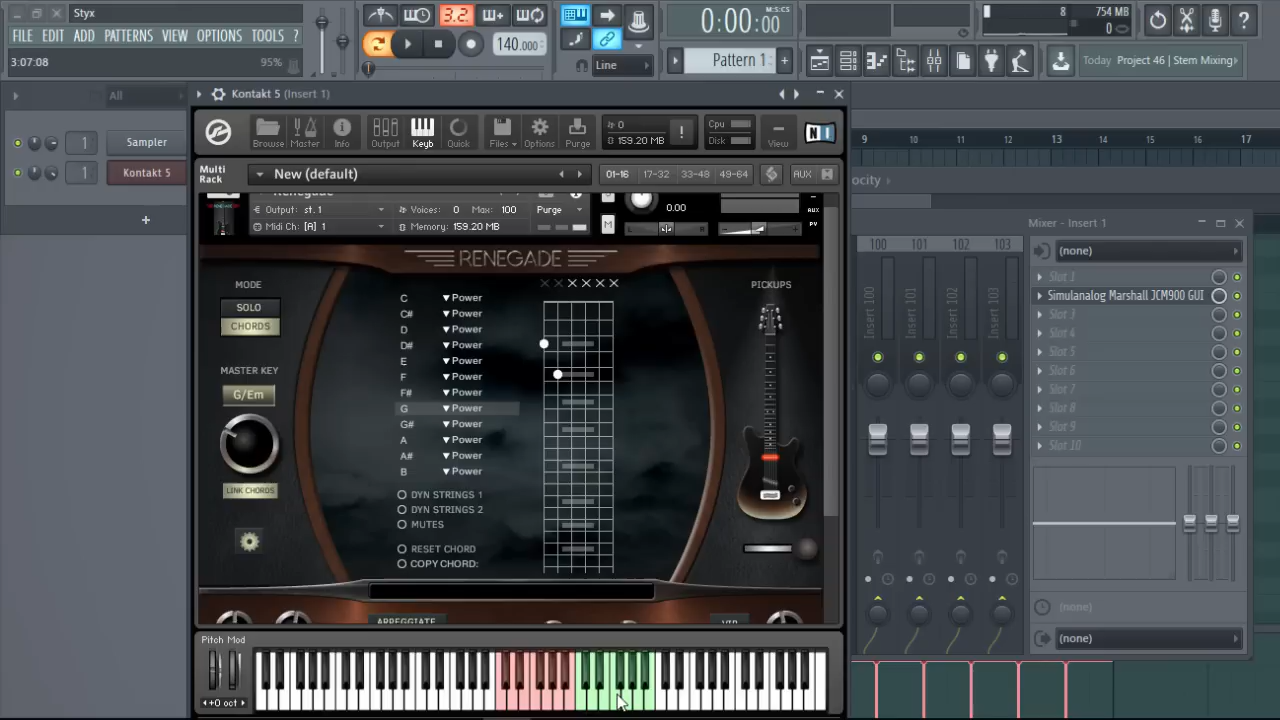 Styx
FILE EDIT ADD PATTERNS VIEW OPTIONS TOOLS ?
3:07:08 95%
3.2.
140.000
Line
0:00:00
M:S:CS
Pattern 1
8 754 MB
0
Today Project 46 | Stem Mixing
All
1 Sampler
1 Kontakt 5
+
Kontakt 5 (Insert 1)
Browse Master Info Output Keyb Quick Files Options Purge
0
159.20 MB
Cpu
Disk
View
Multi
Rack
New (default)
01-16 17-32 33-48 49-64 AUX
Output: st.1 Voices: 0 Max: 100 Purge
Midi Ch: [A] 1 Memory: 159.20 MB
0.00
M
L R
AUX
PV
RENEGADE
MODE
SOLO
CHORDS
MASTER KEY
G/Em
LINK CHORDS
C Power
C# Power
D Power
D# Power
E Power
F Power
F# Power
G Power
G# Power
A Power
A# Power
B Power
DYN STRINGS 1
DYN STRINGS 2
MUTES
RESET CHORD
COPY CHORD:
PICKUPS
ARPEGGIATE
Pitch Mod
+0 oct
9 10 11 12 13 14 15 16 17
ocity
100 101 102 103
Insert 100
Insert 101
Insert 102
Insert 103
Mixer - Insert 1
(none)
Slot 1
Simulanalog Marshall JCM900 GUI
Slot 3
Slot 4
Slot 5
Slot 6
Slot 7
Slot 8
Slot 9
Slot 10
(none)
(none)